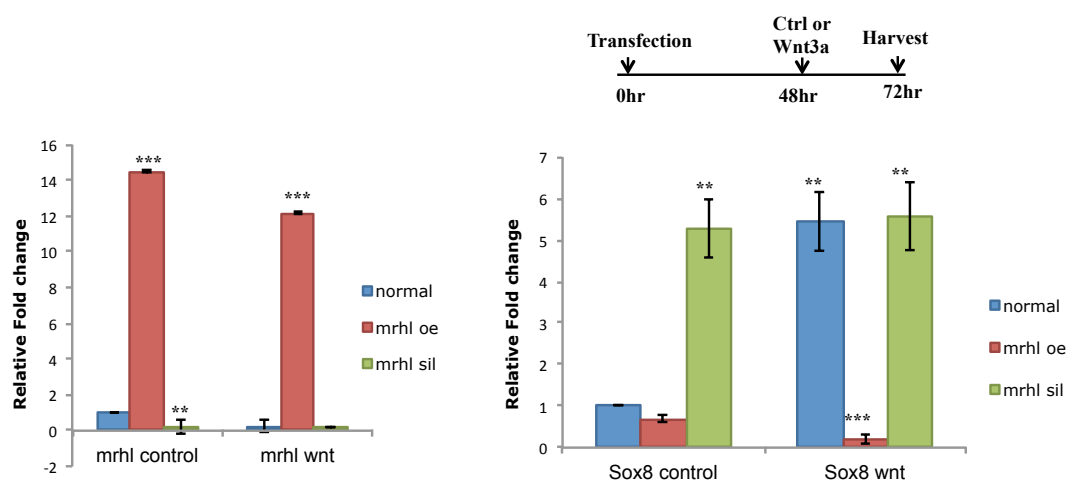 Transfection
Ctrl or
Wnt3a
Harvest
0hr
48hr
72hr
Relative Fold change
16
14
12
10
8
6
4
2
0
-2
***
**
***
mrhl control
mrhl wnt
normal
mrhl oe
mrhl sil
Relative Fold change
7
6
5
4
3
2
1
0
**
**
***
**
Sox8 control
Sox8 wnt
normal
mrhl oe
mrhl sil